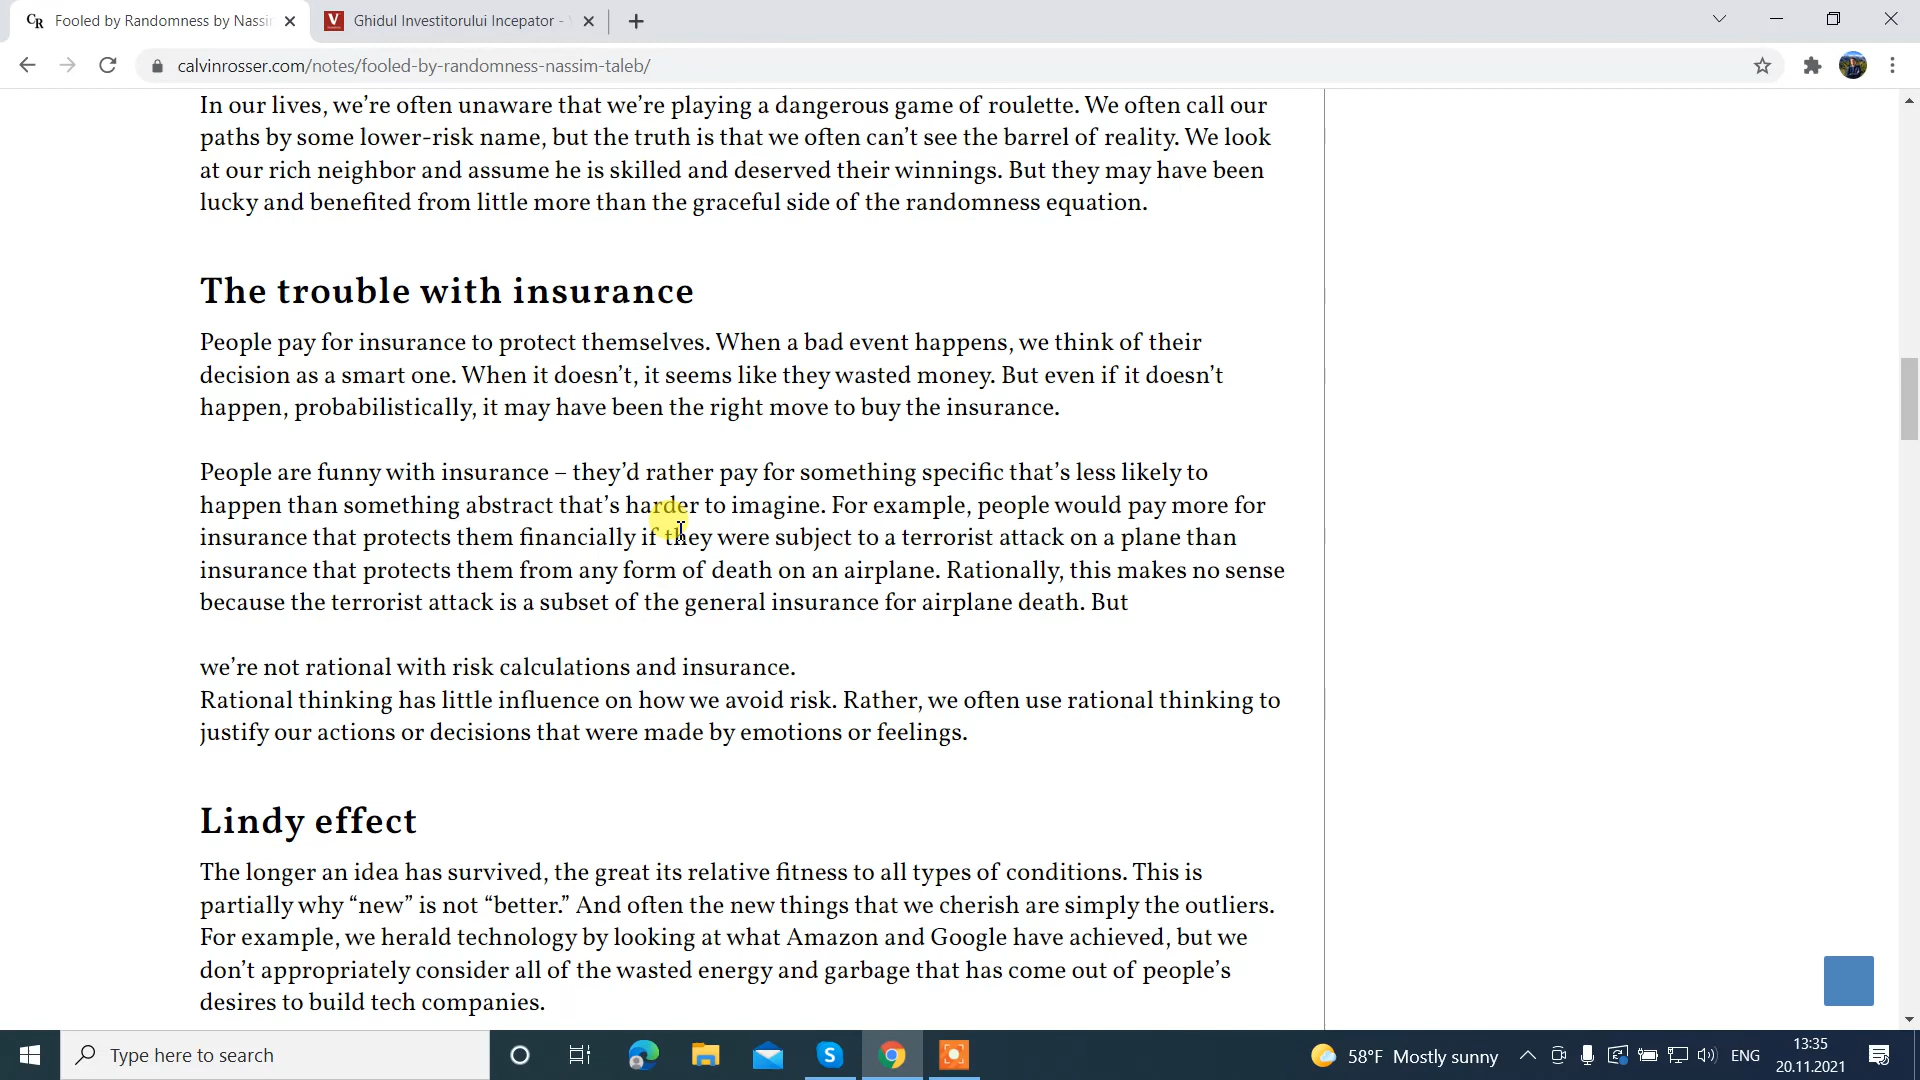 Fooled by Randomness by Nassi
Ghidul Investitorului Incepator -
calvinrosser.com/notes/fooled-by-randomness-nassim-taleb/
In our lives, we’re often unaware that we’re playing a dangerous game of roulette. We often call our
paths by some lower-risk name, but the truth is that we often can’t see the barrel of reality. We look
at our rich neighbor and assume he is skilled and deserved their winnings. But they may have been
lucky and benefited from little more than the graceful side of the randomness equation.
The trouble with insurance
People pay for insurance to protect themselves. When a bad event happens, we think of their
decision as a smart one. When it doesn’t, it seems like they wasted money. But even if it doesn’t
happen, probabilistically, it may have been the right move to buy the insurance.
People are funny with insurance – they’d rather pay for something specific that’s less likely to
happen than something abstract that’s harder to imagine. For example, people would pay more for
insurance that protects them financially if they were subject to a terrorist attack on a plane than
insurance that protects them from any form of death on an airplane. Rationally, this makes no sense
because the terrorist attack is a subset of the general insurance for airplane death. But
we’re not rational with risk calculations and insurance.
Rational thinking has little influence on how we avoid risk. Rather, we often use rational thinking to
justify our actions or decisions that were made by emotions or feelings.
Lindy effect
The longer an idea has survived, the great its relative fitness to all types of conditions. This is
partially why “new” is not “better.” And often the new things that we cherish are simply the outliers.
For example, we herald technology by looking at what Amazon and Google have achieved, but we
don’t appropriately consider all of the wasted energy and garbage that has come out of people’s
desires to build tech companies.
Type here to search
58°F Mostly sunny
ENG
13:35
20.11.2021